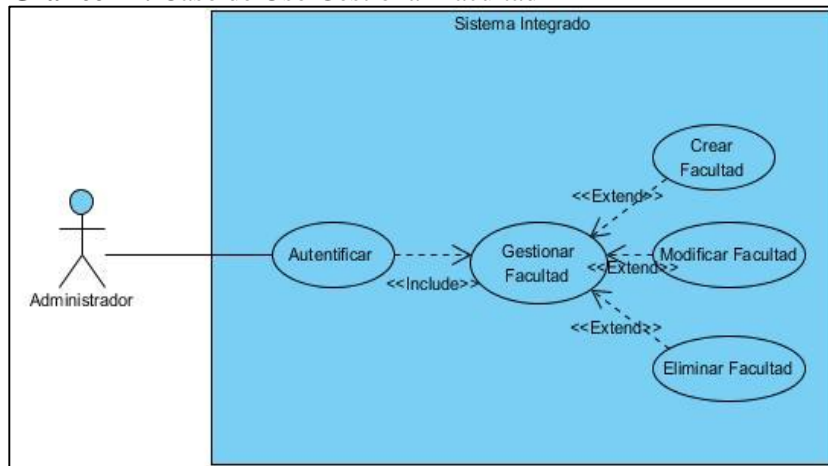 Sistema Integrado
Crear
Facultad
<<Extend>>
Autentificar
Gestionar
Facultad
Modificar Facultad
<<Extend>>
<<Include>>
Administrador
<<Extend>>
Eliminar Facultad